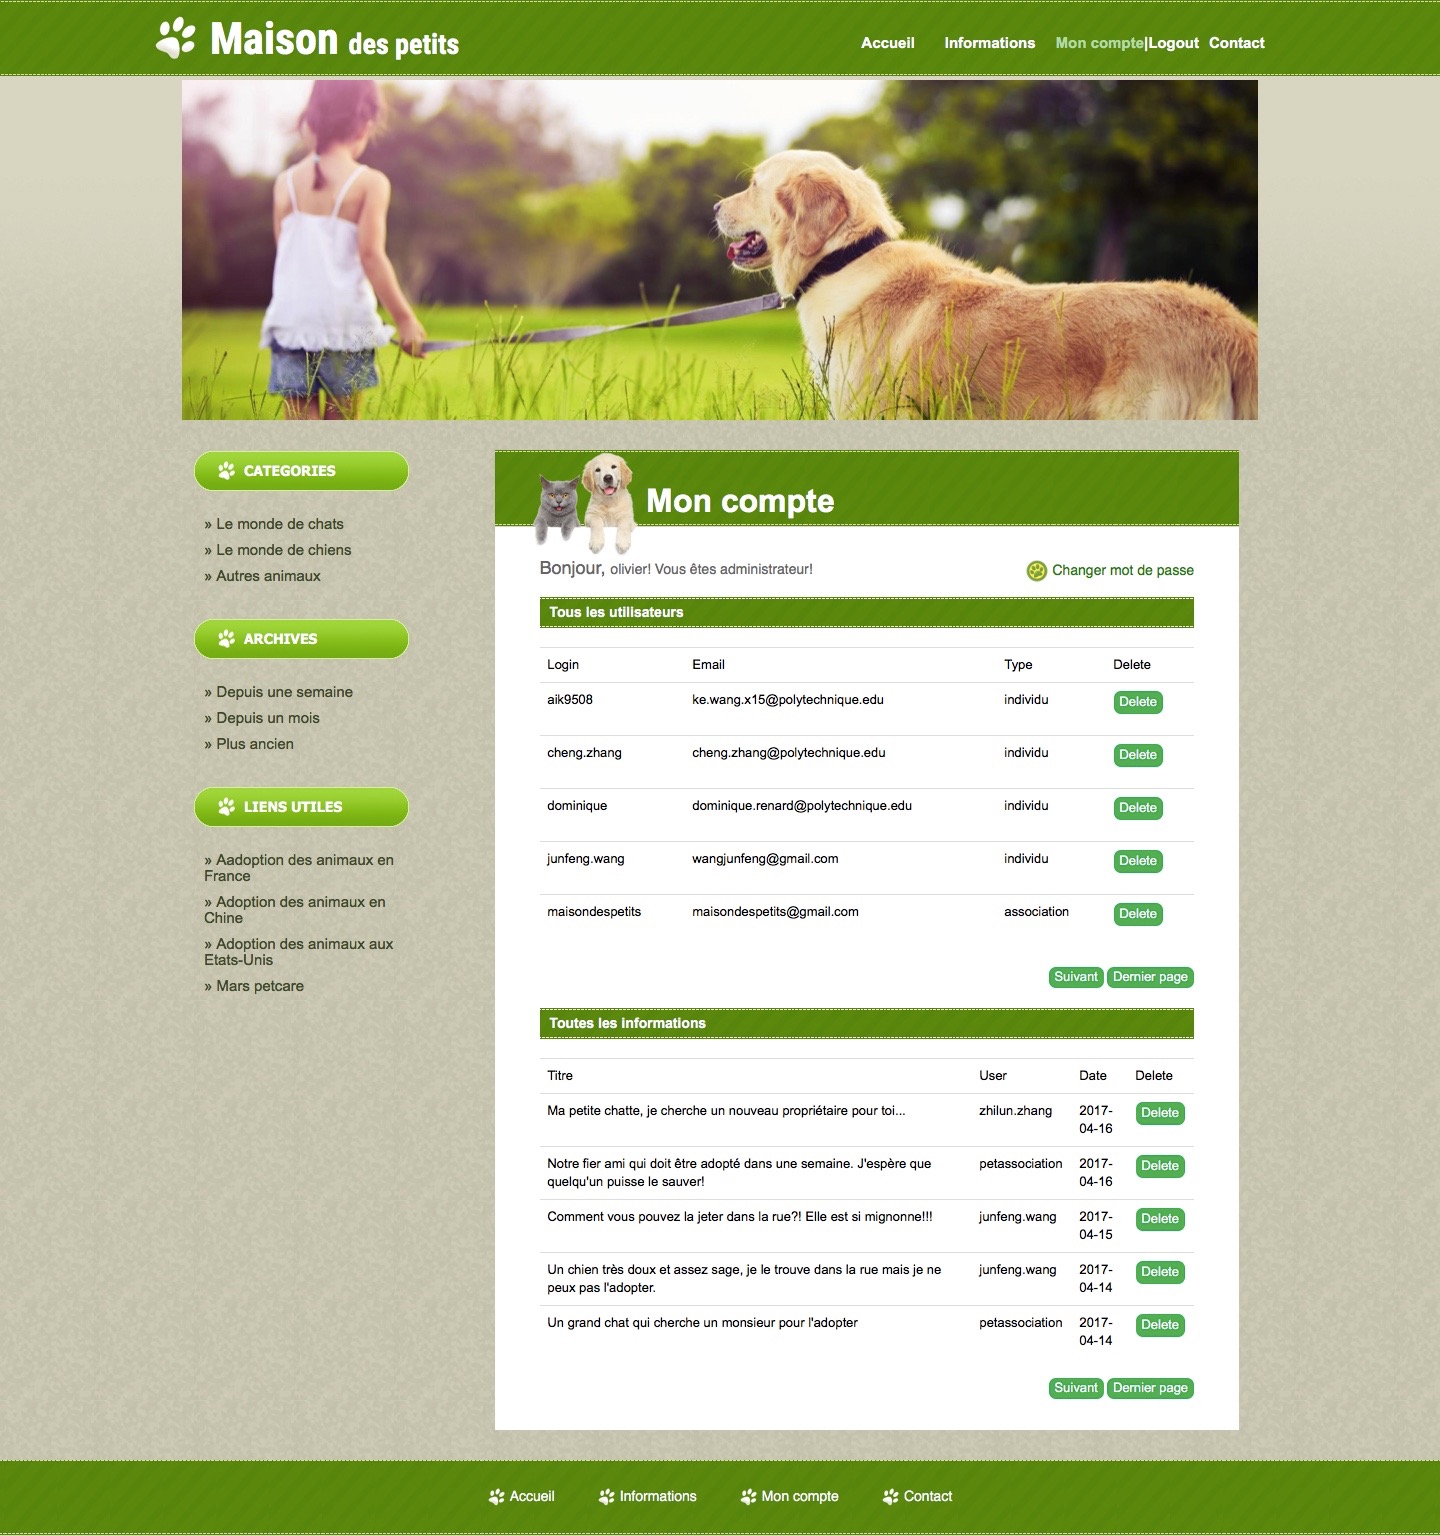 Maison des petits
Accueil Informations Mon compte|Logout Contact
CATEGORIES
» Le monde de chats
» Le monde de chiens
» Autres animaux
ARCHIVES
» Depuis une semaine
» Depuis un mois
» Plus ancien
LIENS UTILES
» Aadoption des animaux en
France
» Adoption des animaux en
Chine
» Adoption des animaux aux
Etats-Unis
» Mars petcare
Mon compte
Bonjour, olivier! Vous êtes administrateur!
Changer mot de passe
Tous les utilisateurs
Login Email Type Delete
aik9508 ke.wang.x15@polytechnique.edu individu Delete
cheng.zhang cheng.zhang@polytechnique.edu individu Delete
dominique dominique.renard@polytechnique.edu individu Delete
junfeng.wang wangjunfeng@gmail.com individu Delete
maisondespetits maisondespetits@gmail.com association Delete
Suivant Dernier page
Toutes les informations
Titre User Date Delete
Ma petite chatte, je cherche un nouveau propriétaire pour toi... zhilun.zhang 2017- Delete
04-16
Notre fier ami qui doit être adopté dans une semaine. J'espère que petassociation 2017- Delete
quelqu'un puisse le sauver! 04-16
Comment vous pouvez la jeter dans la rue?! Elle est si mignonne!!! junfeng.wang 2017- Delete
04-15
Un chien très doux et assez sage, je le trouve dans la rue mais je ne junfeng.wang 2017- Delete
peux pas l'adopter. 04-14
Un grand chat qui cherche un monsieur pour l'adopter petassociation 2017- Delete
04-14
Suivant Dernier page
Accueil Informations Mon compte Contact